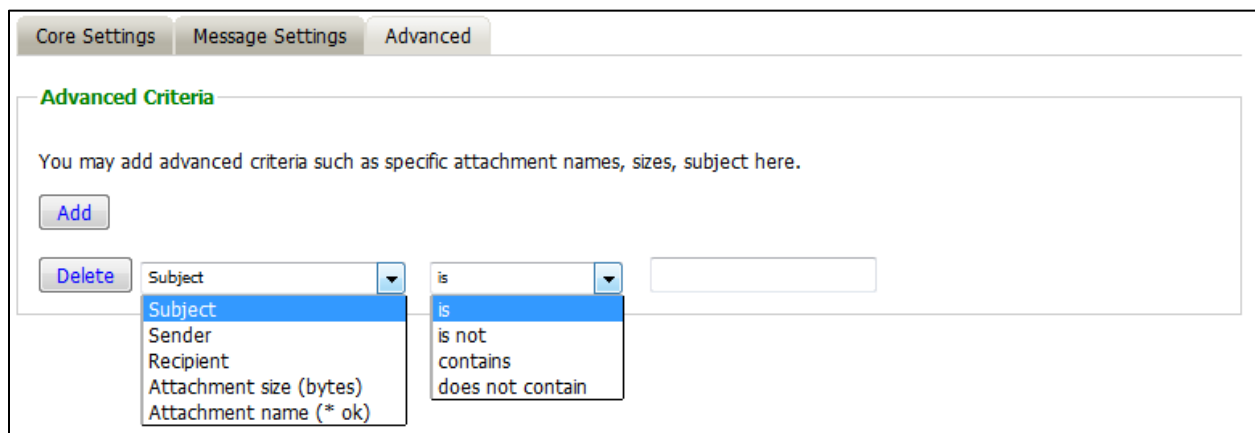 Core Settings Message Settings Advanced
Advanced Criteria
You may add advanced criteria such as specific attachment names, sizes, subject here.
Add
Delete Subject is
Subject is
Sender is not
Recipient contains
Attachment size (bytes) does not contain
Attachment name (* ok)